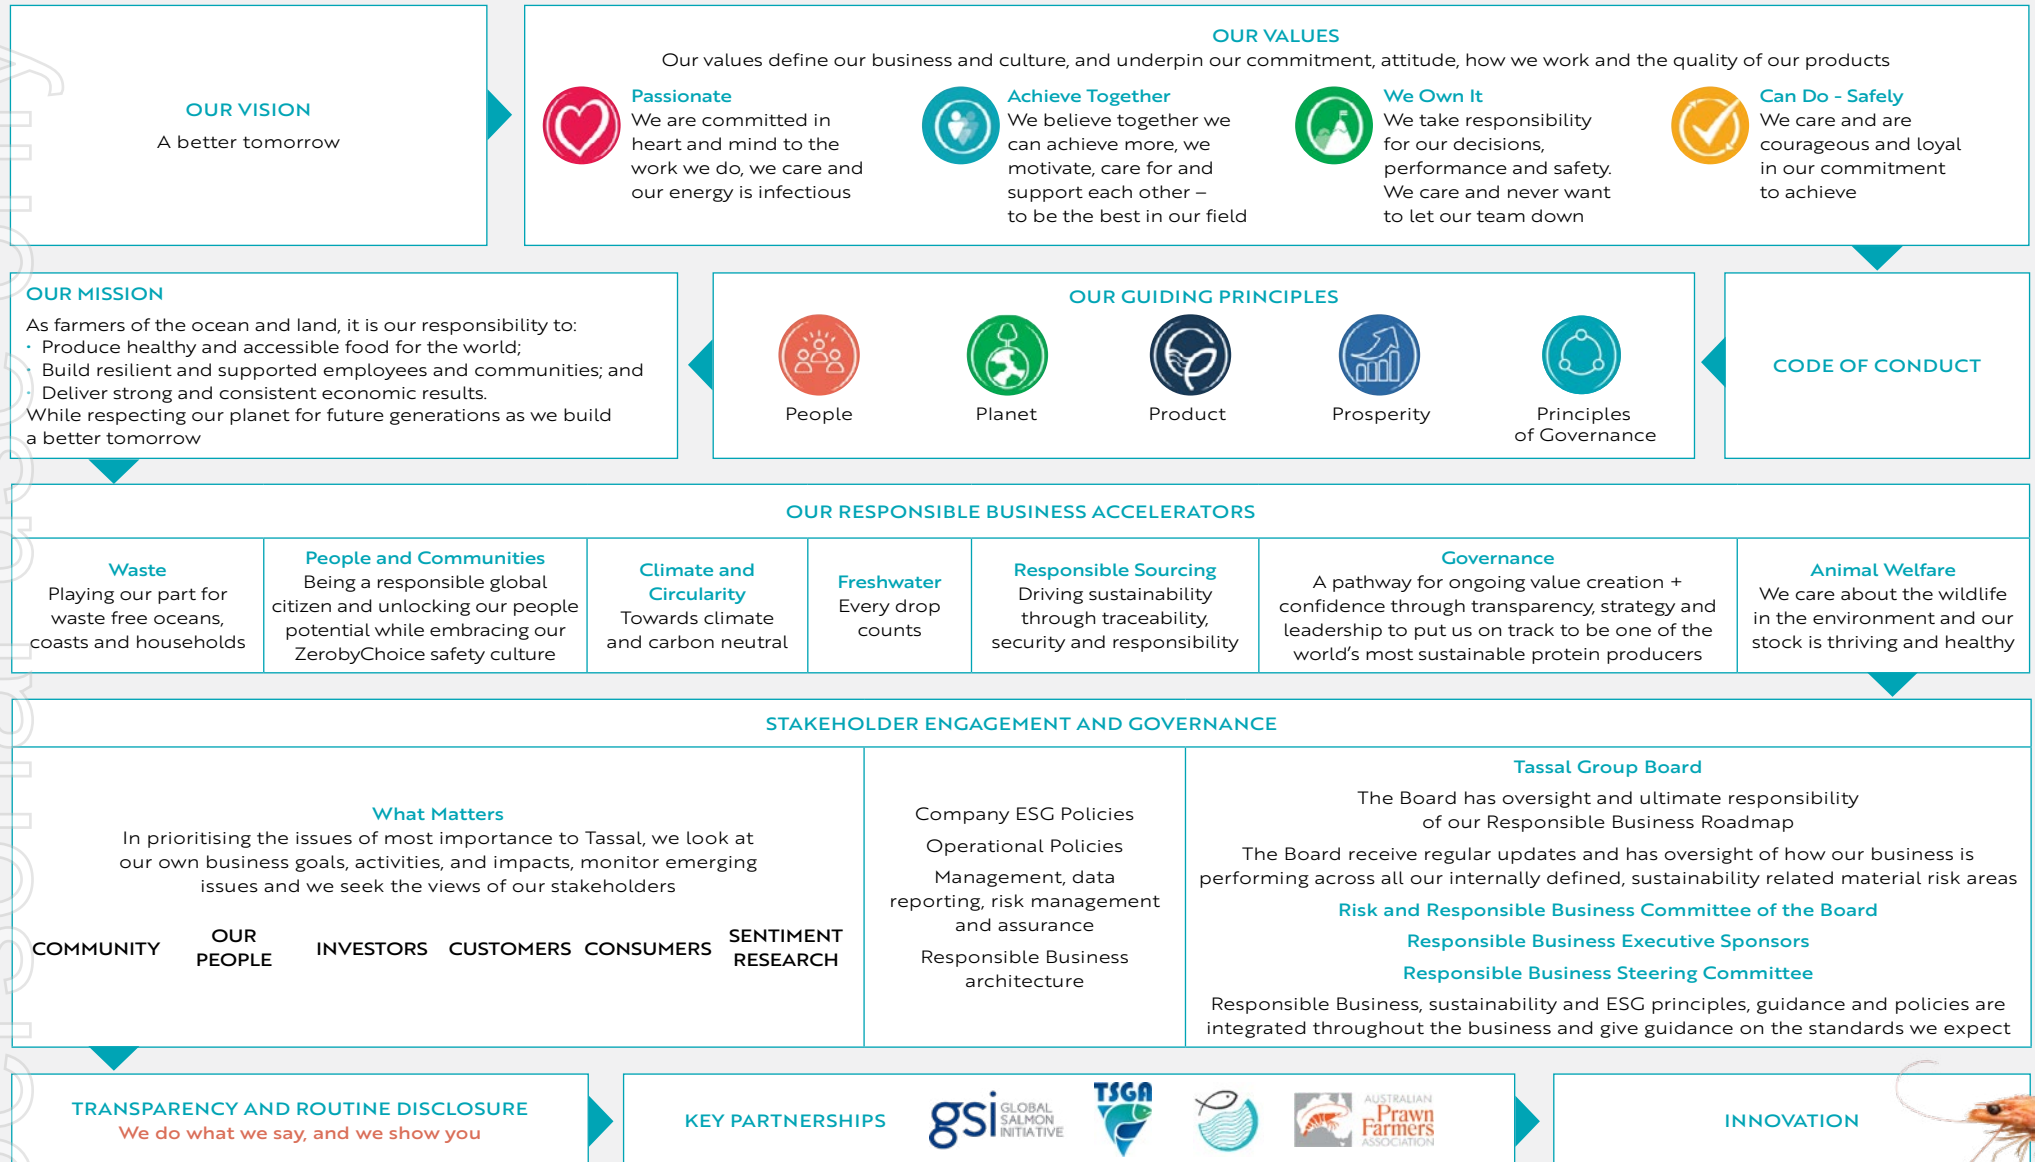 OUR VISION
A better tomorrow
OUR VALUES
Our values define our business and culture, and underpin our commitment, attitude, how we work and the quality of our products
Passionate
We are committed in
heart and mind to the
work we do, we care and
our energy is infectious
Achieve Together
We believe together we
can achieve more, we
motivate, care for and
support each other –
to be the best in our field
We Own It
We take responsibility
for our decisions,
performance and safety.
We care and never want
to let our team down
Can Do - Safely
We care and are
courageous and loyal
in our commitment
to achieve
OUR MISSION
As farmers of the ocean and land, it is our responsibility to:
• Produce healthy and accessible food for the world;
• Build resilient and supported employees and communities; and
• Deliver strong and consistent economic results.
While respecting our planet for future generations as we build
a better tomorrow
OUR GUIDING PRINCIPLES
People
Planet
Product
Prosperity
Principles
of Governance
CODE OF CONDUCT
OUR RESPONSIBLE BUSINESS ACCELERATORS
Waste
Playing our part for
waste free oceans,
coasts and households
People and Communities
Being a responsible global
citizen and unlocking our people
potential while embracing our
ZerobyChoice safety culture
Climate and
Circularity
Towards climate
and carbon neutral
Freshwater
Every drop
counts
Responsible Sourcing
Driving sustainability
through traceability,
security and responsibility
Governance
A pathway for ongoing value creation +
confidence through transparency, strategy and
leadership to put us on track to be one of the
world's most sustainable protein producers
Animal Welfare
We care about the wildlife
in the environment and our
stock is thriving and healthy
STAKEHOLDER ENGAGEMENT AND GOVERNANCE
What Matters
In prioritising the issues of most importance to Tassal, we look at
our own business goals, activities, and impacts, monitor emerging
issues and we seek the views of our stakeholders
COMMUNITY
OUR
PEOPLE
INVESTORS
CUSTOMERS
CONSUMERS
SENTIMENT
RESEARCH
Company ESG Policies
Operational Policies
Management, data
reporting, risk management
and assurance
Responsible Business
architecture
Tassal Group Board
The Board has oversight and ultimate responsibility
of our Responsible Business Roadmap
The Board receive regular updates and has oversight of how our business is
performing across all our internally defined, sustainability related material risk areas
Risk and Responsible Business Committee of the Board
Responsible Business Executive Sponsors
Responsible Business Steering Committee
Responsible Business, sustainability and ESG principles, guidance and policies are
integrated throughout the business and give guidance on the standards we expect
TRANSPARENCY AND ROUTINE DISCLOSURE
We do what we say, and we show you
KEY PARTNERSHIPS
gsi GLOBAL
SALMON
INITIATIVE
TSGA
AUSTRALIAN
Prawn
Farmers
ASSOCIATION
INNOVATION